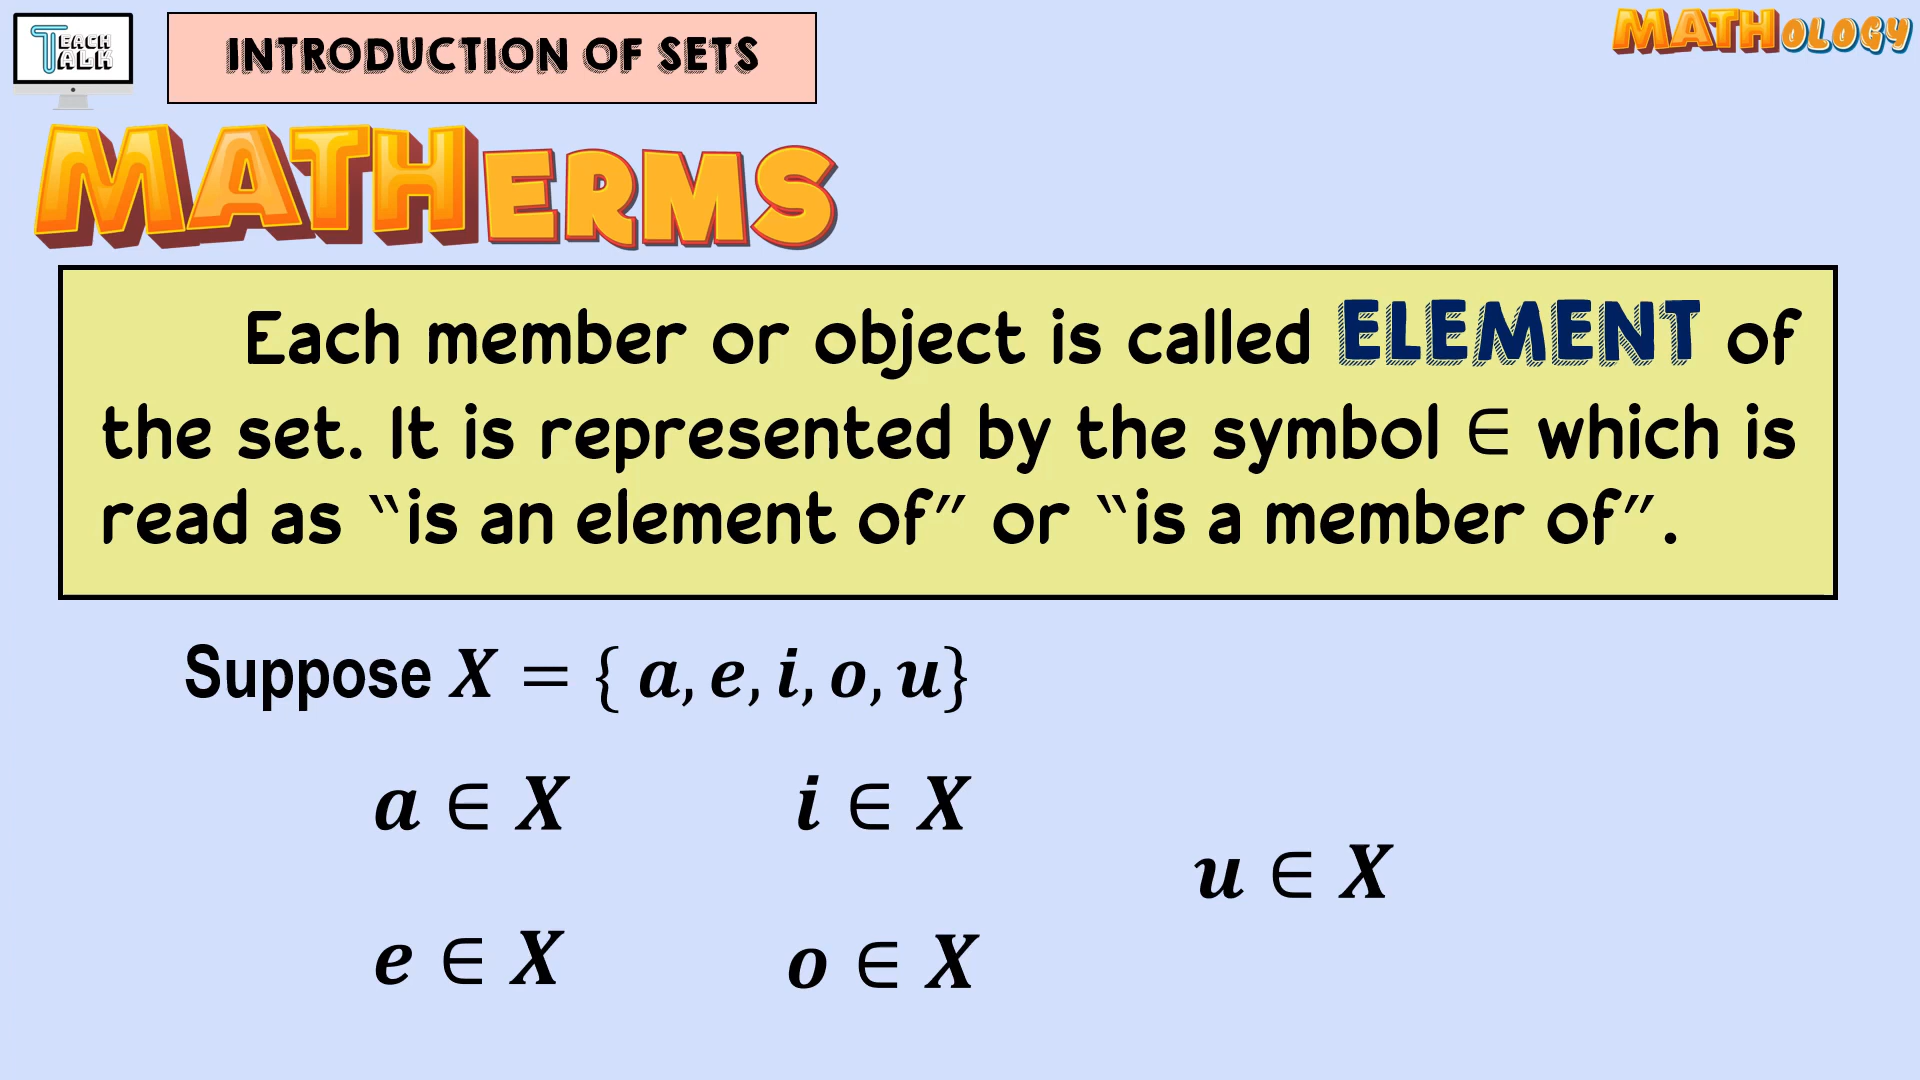 TEACH
TALK
INTRODUCTION OF SETS
MATHOLOGY
MATHERMS
Each member or object is called ELEMENT of
the set. It is represented by the symbol ∈ which is
read as “is an element of” or “is a member of”.
Suppose X = { a, e, i, o, u}
a ∈ X
i ∈ X
u ∈ X
e ∈ X
o ∈ X